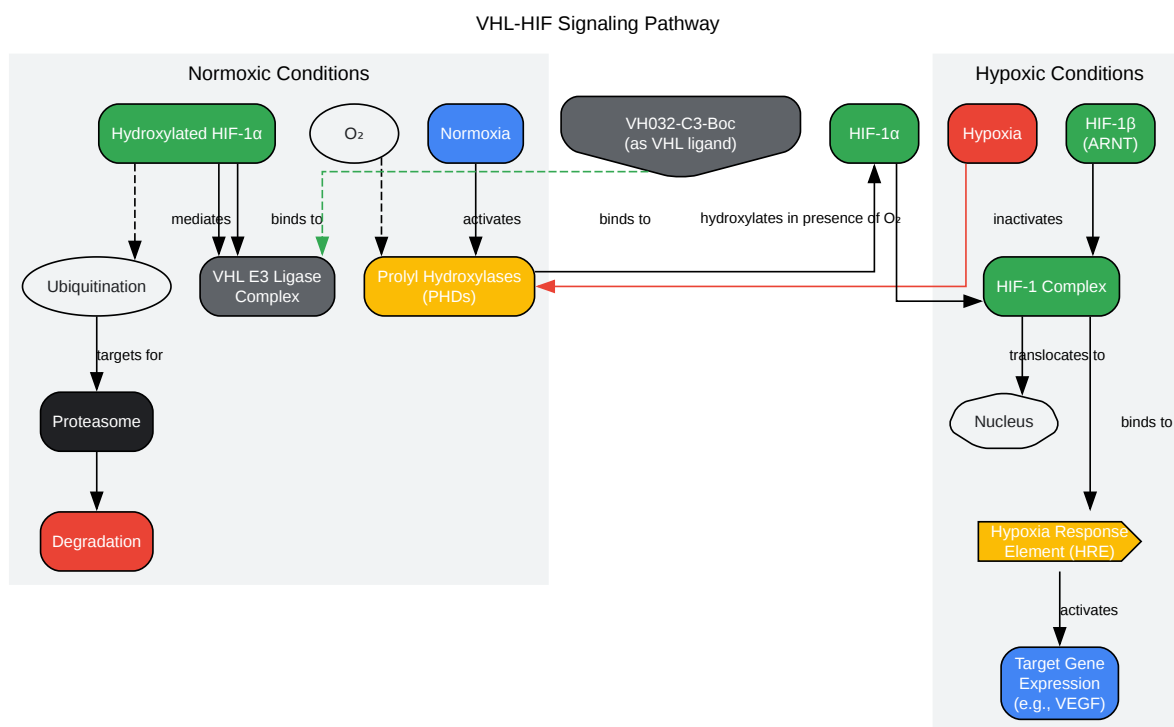 VHL-HIF Signaling Pathway
Normoxic Conditions
Hypoxic Conditions
Hydroxylated HIF-1α
O₂
Normoxia
VH032-C3-Boc
(as VHL ligand)
HIF-1α
Hypoxia
HIF-1β
(ARNT)
mediates
binds to
activates
binds to
hydroxylates in presence of O₂
inactivates
Ubiquitination
VHL E3 Ligase
Complex
Prolyl Hydroxylases
(PHDs)
HIF-1 Complex
targets for
translocates to
Proteasome
Nucleus
binds to
Degradation
Hypoxia Response
Element (HRE)
activates
Target Gene
Expression
(e.g., VEGF)